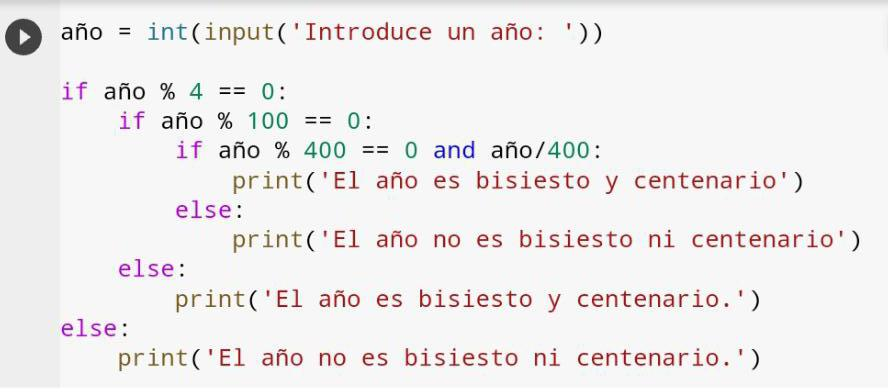 año = int(input('Introduce un año: '))
if año % 4 == 0:
    if año % 100 == 0:
        if año % 400 == 0 and año/400:
            print('El año es bisiesto y centenario')
        else:
            print('El año no es bisiesto ni centenario')
    else:
        print('El año es bisiesto y centenario.')
else:
    print('El año no es bisiesto ni centenario.')